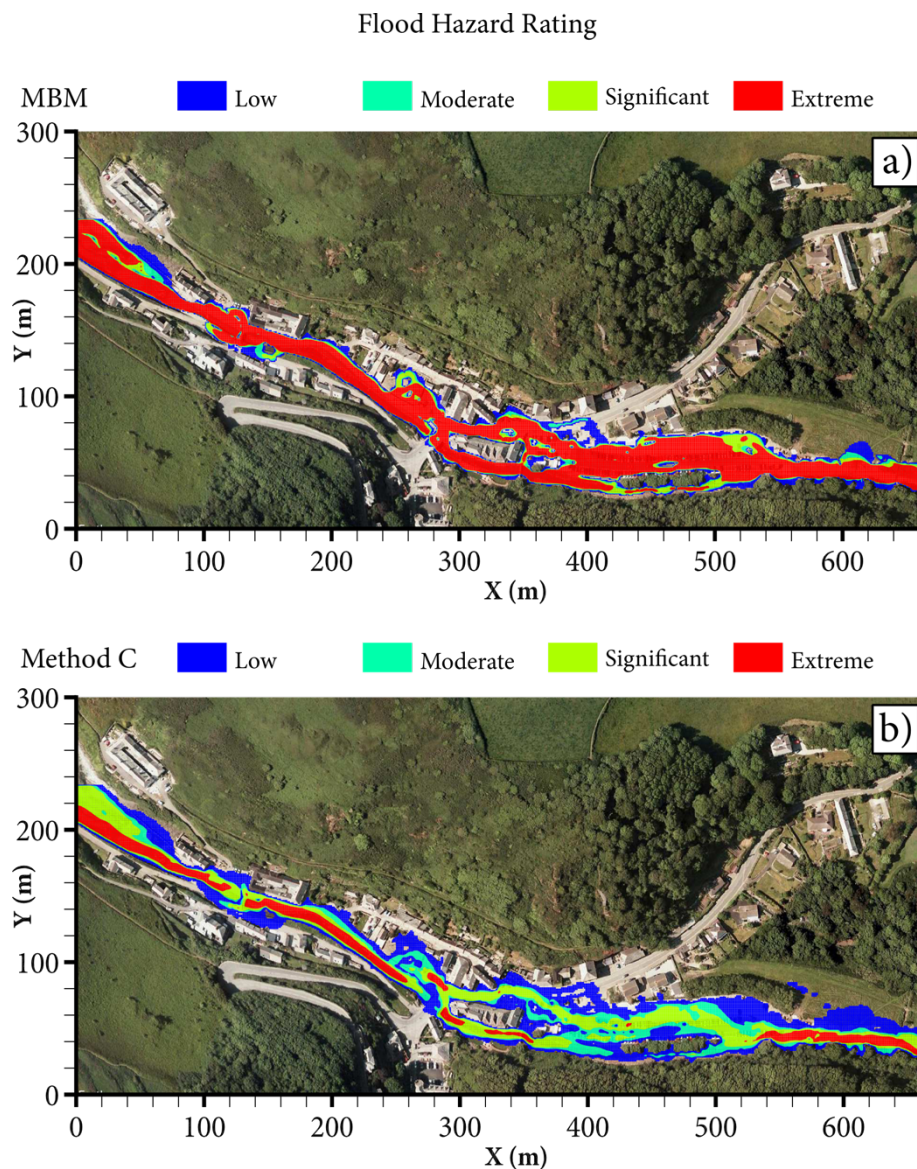 Flood Hazard Rating
MBM Low Moderate Significant Extreme
a)
300
200
100
0
Y (m)
0 100 200 300 400 500 600
X (m)
Method C Low Moderate Significant Extreme
b)
300
200
100
0
Y (m)
0 100 200 300 400 500 600
X (m)